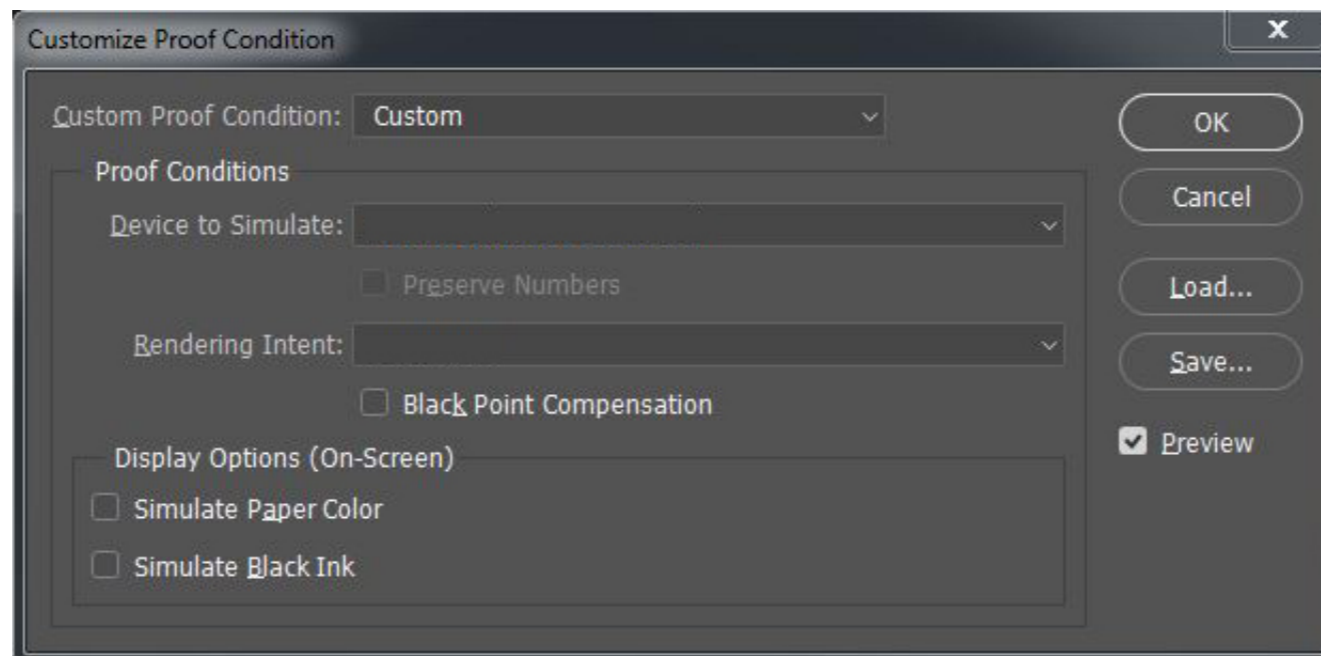 Customize Proof Condition
X
Custom Proof Condition: Custom
OK
Proof Conditions
Cancel
Device to Simulate:
Preserve Numbers
Load...
Rendering Intent:
Save...
Black Point Compensation
Preview
Display Options (On-Screen)
Simulate Paper Color
Simulate Black Ink